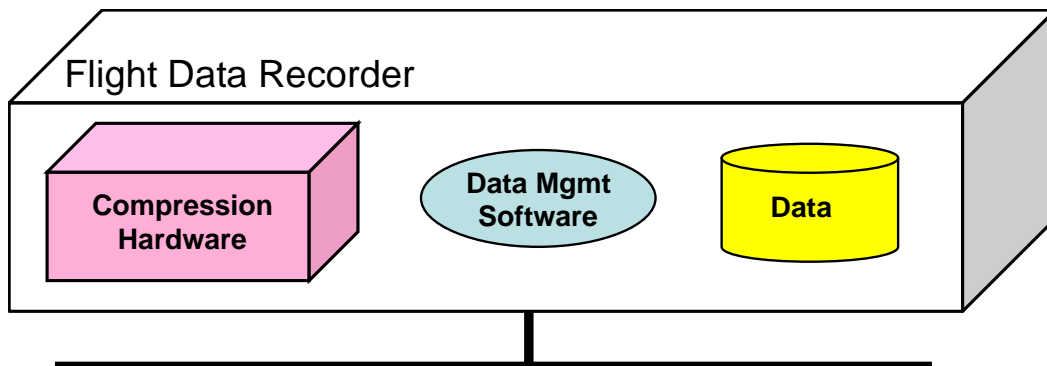 Flight Data Recorder
Compression
Hardware
Data Mgmt
Software
Data